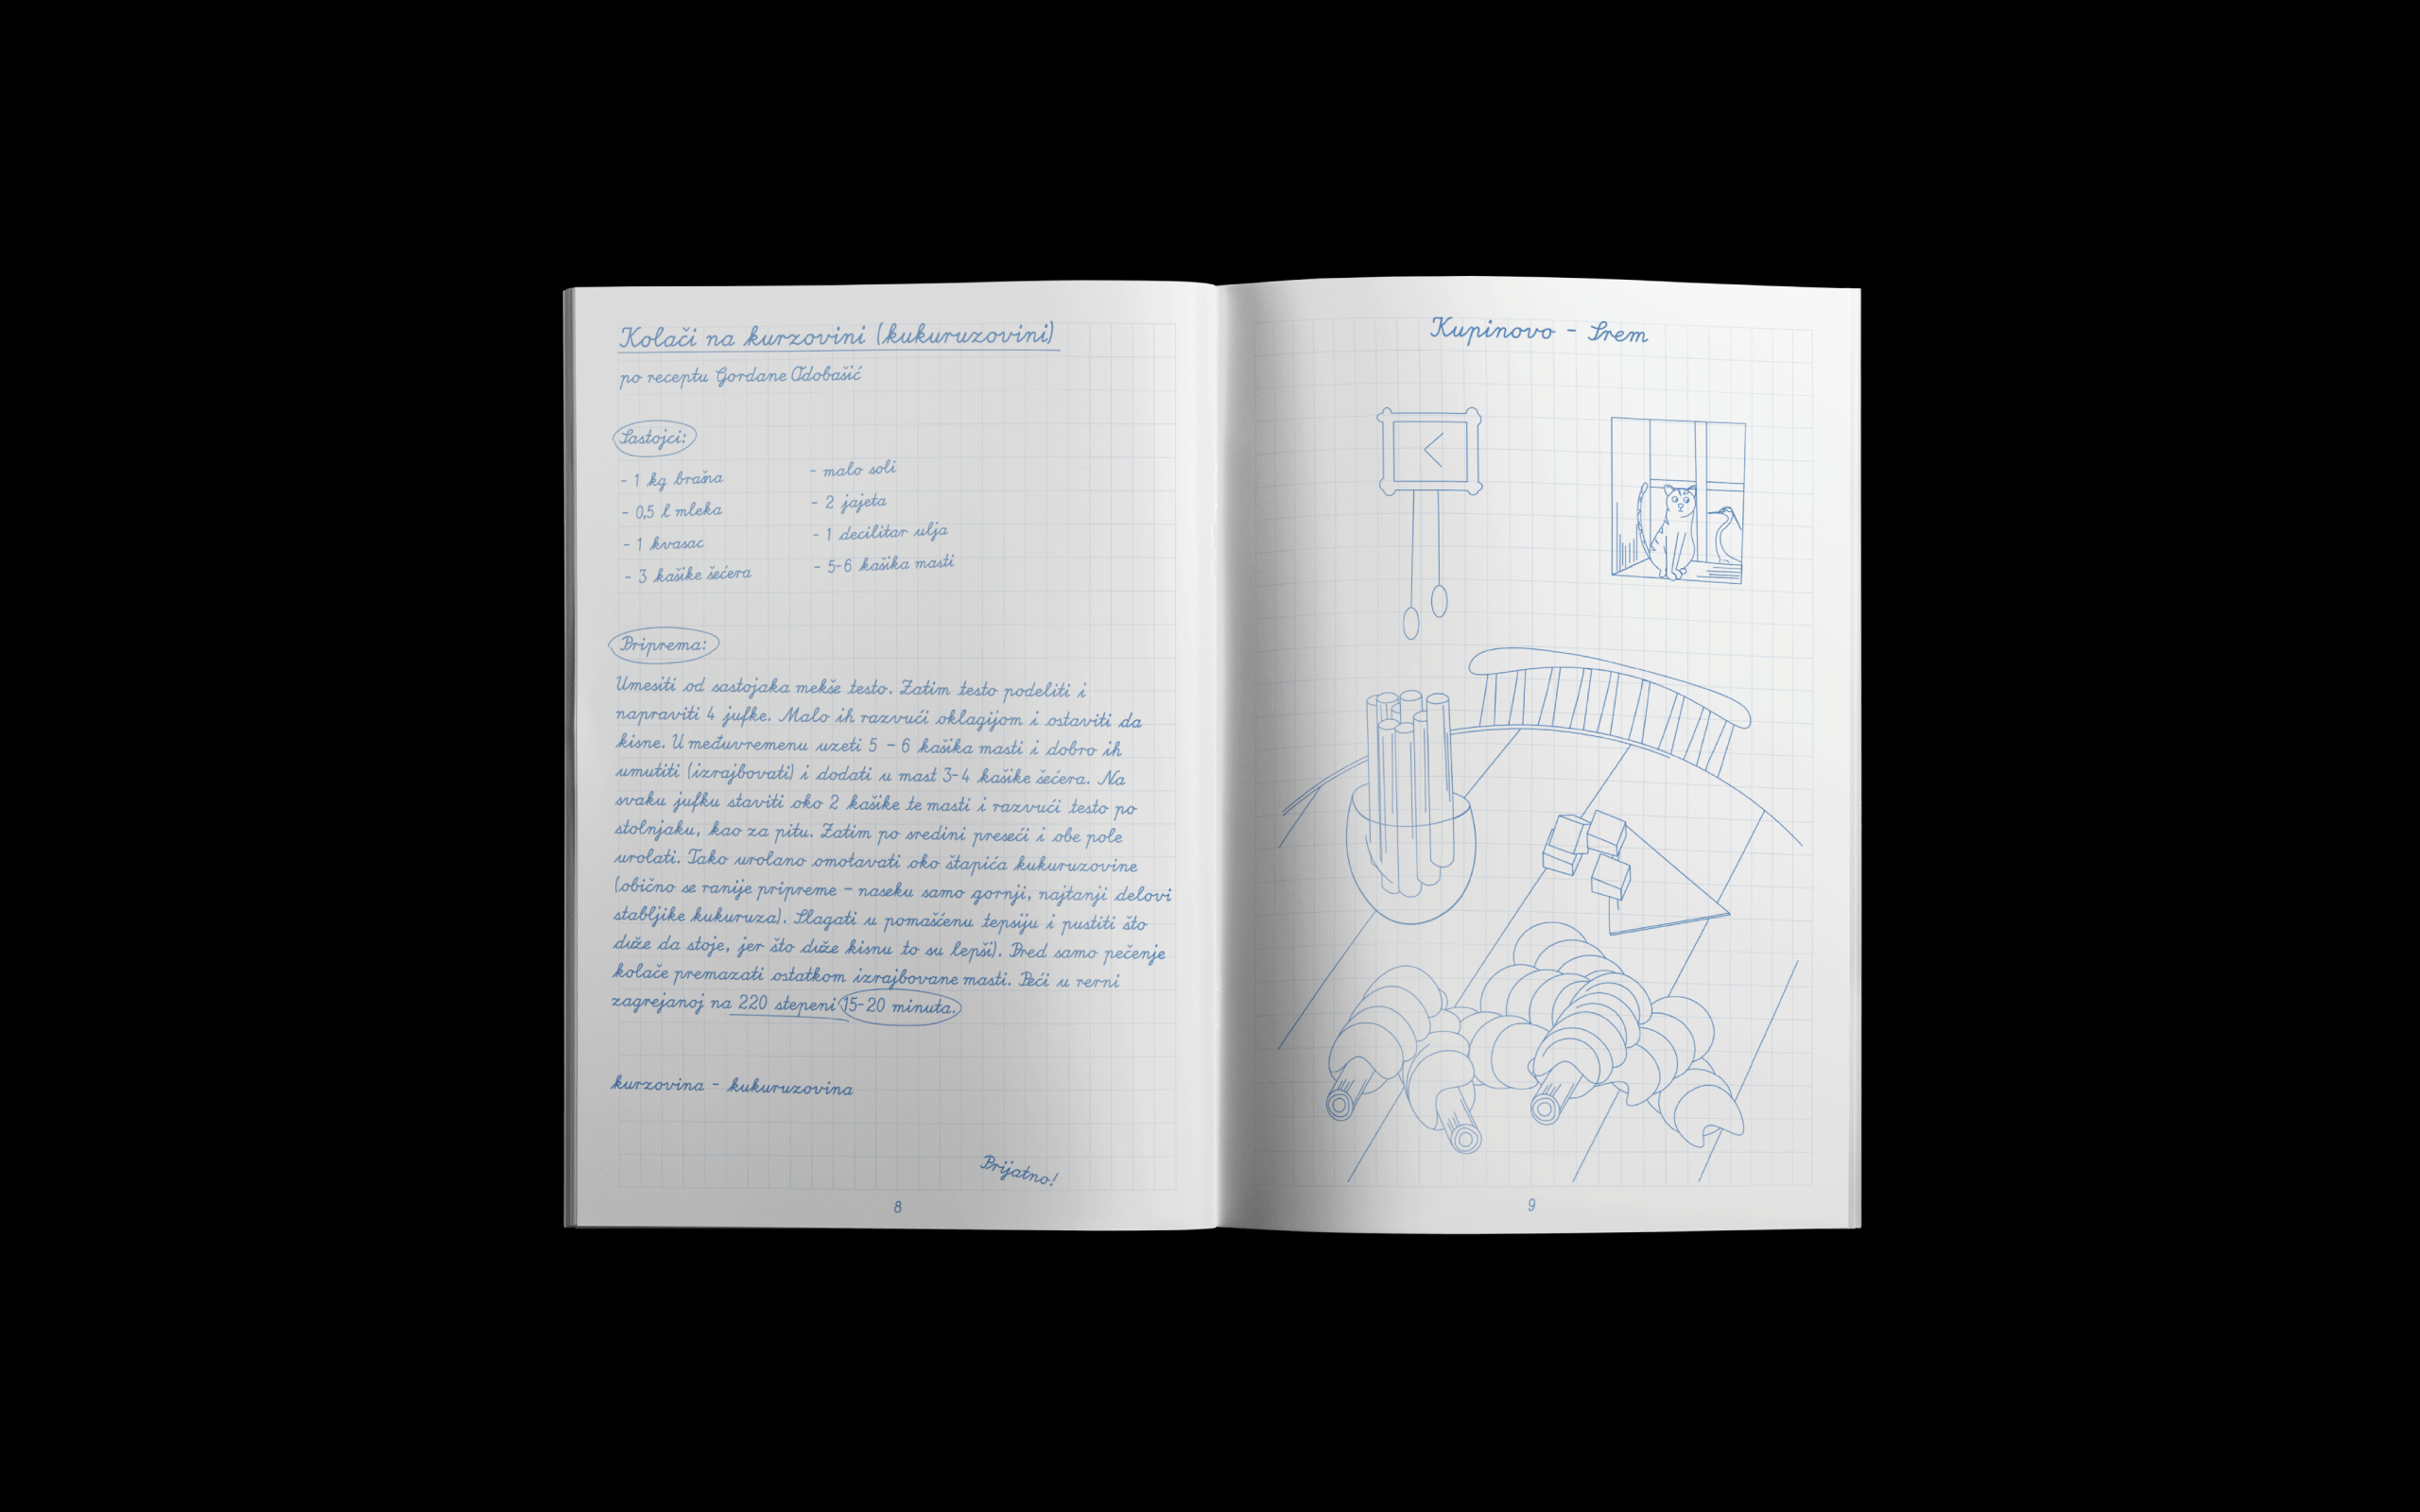 Kolači na kurzovini (kukuruzovini)
po receptu Gordane Adobašić
Sastojci:
- 1 kg brašna
- 0,5 l mleka
- 1 kvasac
- 3 kašike šećera
- malo soli
- 2 jajeta
- 1 decilitar ulja
- 5-6 kašika masti
Priprema:
Umesiti od sastojaka mekše testo. Zatim testo podeliti i
napraviti 4 jufke. Malo ih razvući oklagijom i ostaviti da
kisne. U međuvremenu uzeti 5 - 6 kašika masti i dobro ih
umutiti (izrajbovati) i dodati u mast 3-4 kašike šećera. Na
svaku jufku staviti oko 2 kašike te masti i razvući testo po
stolnjaku, kao za pitu. Zatim po sredini preseći i obe pole
urolati. Tako urolano omotavati oko štapića kukuruzovine
(obično se ranije pripreme - naseku samo gornji, najtanji delovi
stabljike kukuruza). Slagati u pomašćenu tepsiju i pustiti što
duže da stoje, jer što duže kisnu to su lepši). Pred samo pečenje
kolače premazati ostatkom izrajbovane masti. Peći u rerni
zagrejanoj na 220 stepeni 15-20 minuta.
kurzovina - kukuruzovina
Prijatno!
8
Kupinovo - Srem
9